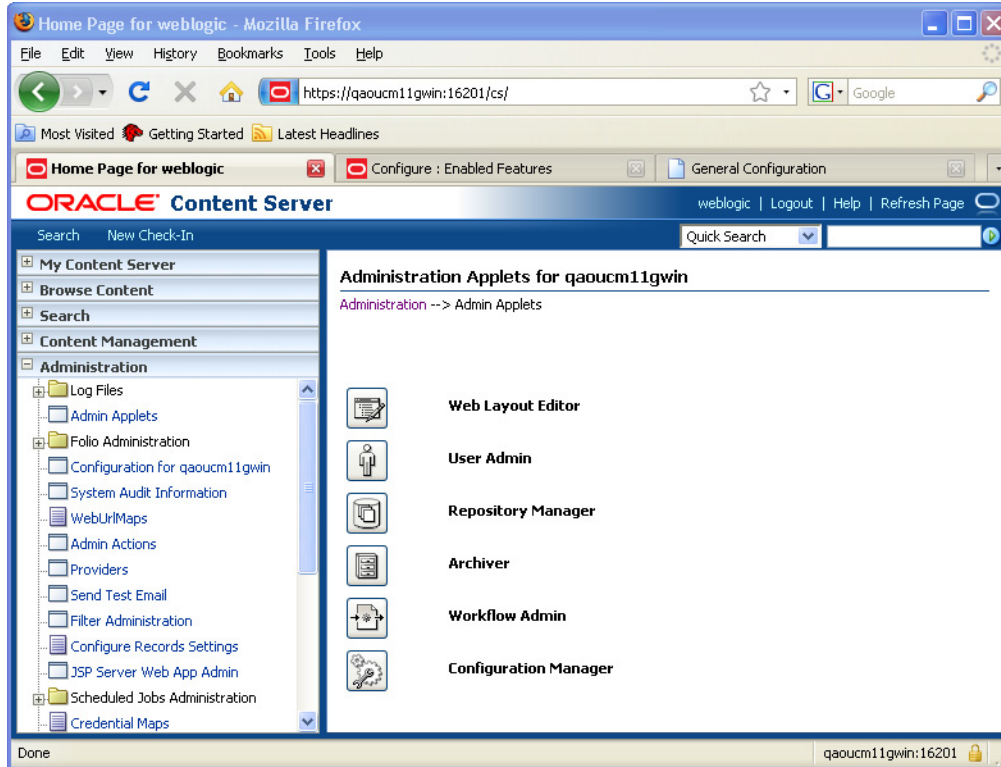 Home Page for weblogic - Mozilla Firefox
File Edit View History Bookmarks Tools Help
https://qaoucm11gwin:16201/cs/
G Google
Most Visited Getting Started Latest Headlines
Home Page for weblogic Configure : Enabled Features General Configuration
ORACLE Content Server weblogic | Logout | Help | Refresh Page
Search New Check-In Quick Search
My Content Server
Browse Content
Search
Content Management
Administration
Log Files
Admin Applets
Folio Administration
Configuration for qaoucm11gwin
System Audit Information
WebUrlMaps
Admin Actions
Providers
Send Test Email
Filter Administration
Configure Records Settings
JSP Server Web App Admin
Scheduled Jobs Administration
Credential Maps
Administration Applets for qaoucm11gwin
Administration --> Admin Applets
Web Layout Editor
User Admin
Repository Manager
Archiver
Workflow Admin
Configuration Manager
Done qaoucm11gwin:16201